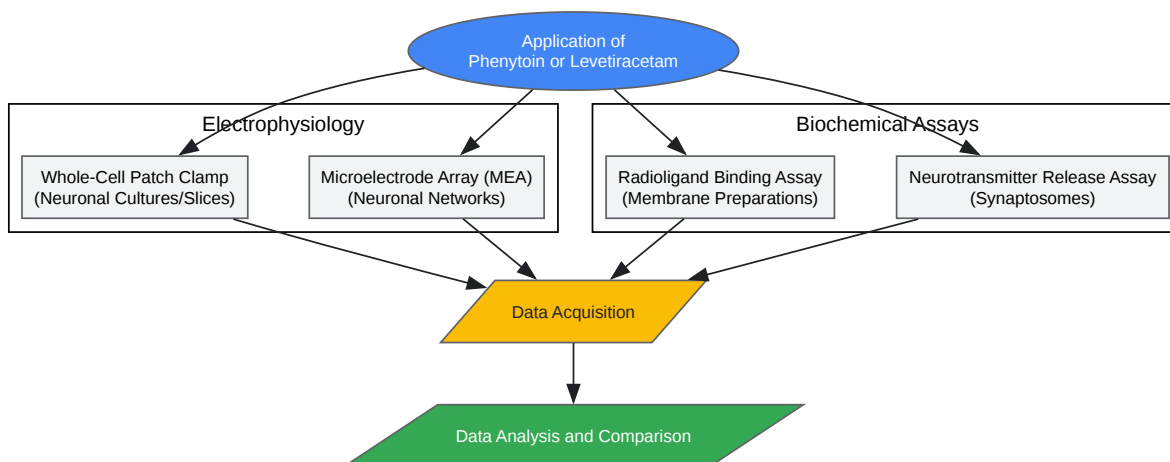 Application of
Phenytoin or Levetiracetam
Electrophysiology
Biochemical Assays
Whole-Cell Patch Clamp
(Neuronal Cultures/Slices)
Microelectrode Array (MEA)
(Neuronal Networks)
Radioligand Binding Assay
(Membrane Preparations)
Neurotransmitter Release Assay
(Synaptosomes)
Data Acquisition
Data Analysis and Comparison